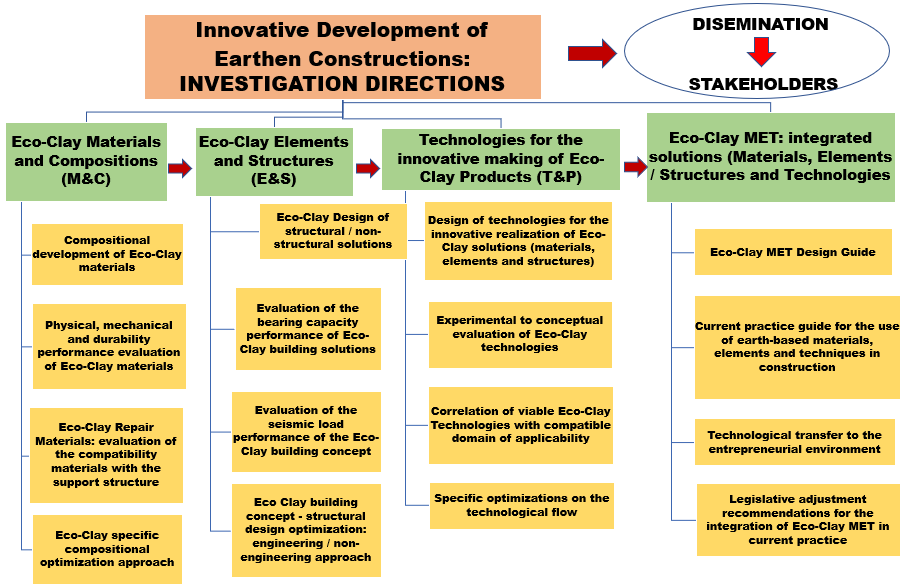 Innovative Development of
Earthen Constructions:
INVESTIGATION DIRECTIONS
DISEMINATION
STAKEHOLDERS
Eco-Clay Materials
and Compositions
(M&C)
Eco-Clay Elements
and Structures
(E&S)
Technologies for the
innovative making of Eco-
Clay Products (T&P)
Eco-Clay MET: integrated
solutions (Materials, Elements
/ Structures and Technologies
Compositional
development of Eco-Clay
materials
Physical, mechanical
and durability
performance evaluation
of Eco-Clay materials
Eco-Clay Repair
Materials: evaluation of
the compatibility
materials with the
support structure
Eco-Clay specific
compositional
optimization approach
Eco-Clay Design of
structural / non-
structural solutions
Evaluation of the
bearing capacity
performance of Eco-
Clay building solutions
Evaluation of the
seismic load
performance of the Eco-
Clay building concept
Eco Clay building
concept - structural
design optimization:
engineering / non-
engineering approach
Design of technologies for the
innovative realization of Eco-
Clay solutions (materials,
elements and structures)
Experimental to conceptual
evaluation of Eco-Clay
technologies
Correlation of viable Eco-Clay
Technologies with compatible
domain of applicability
Specific optimizations on the
technological flow
Eco-Clay MET Design Guide
Current practice guide for the use
of earth-based materials,
elements and techniques in
construction
Technological transfer to the
entrepreneurial environment
Legislative adjustment
recommendations for the
integration of Eco-Clay MET in
current practice